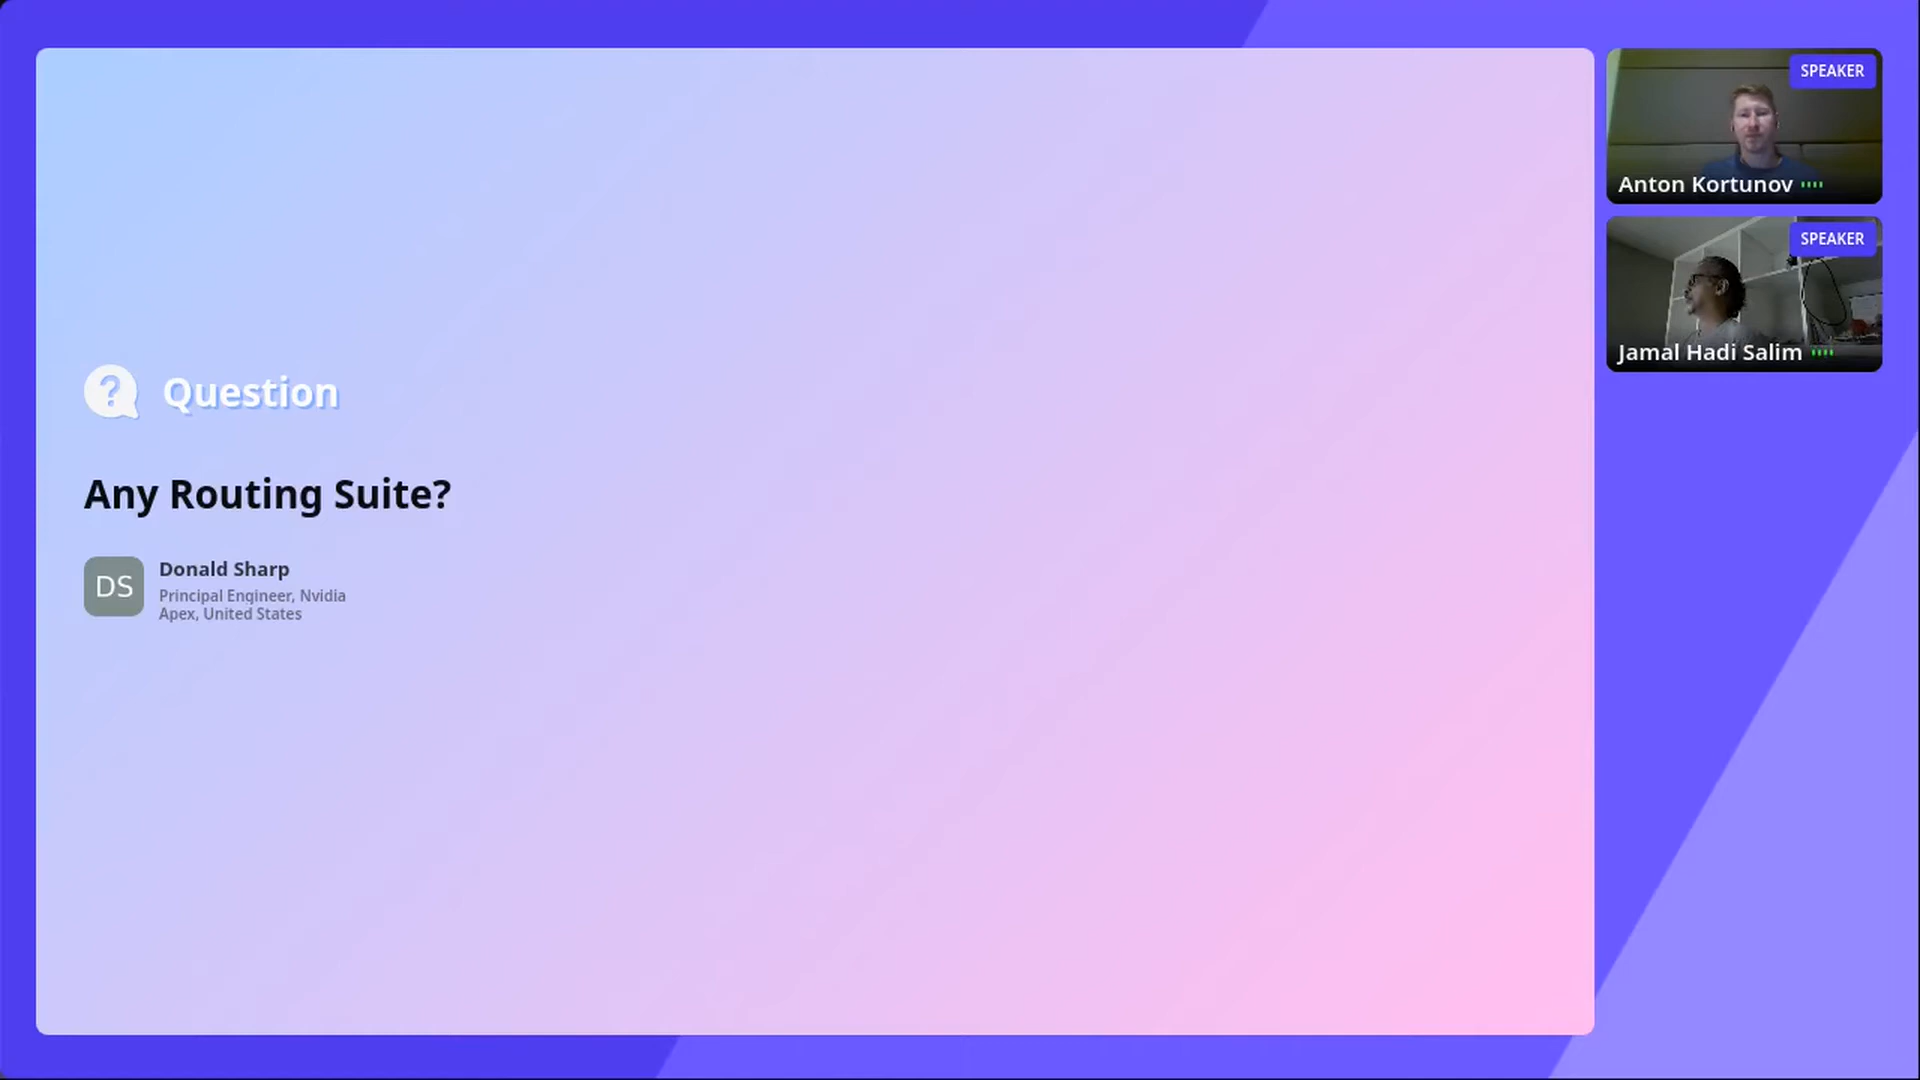 Question
Any Routing Suite?
DS
Donald Sharp
Principal Engineer, Nvidia
Apex, United States
SPEAKER
Anton Kortunov
SPEAKER
Jamal Hadi Salim